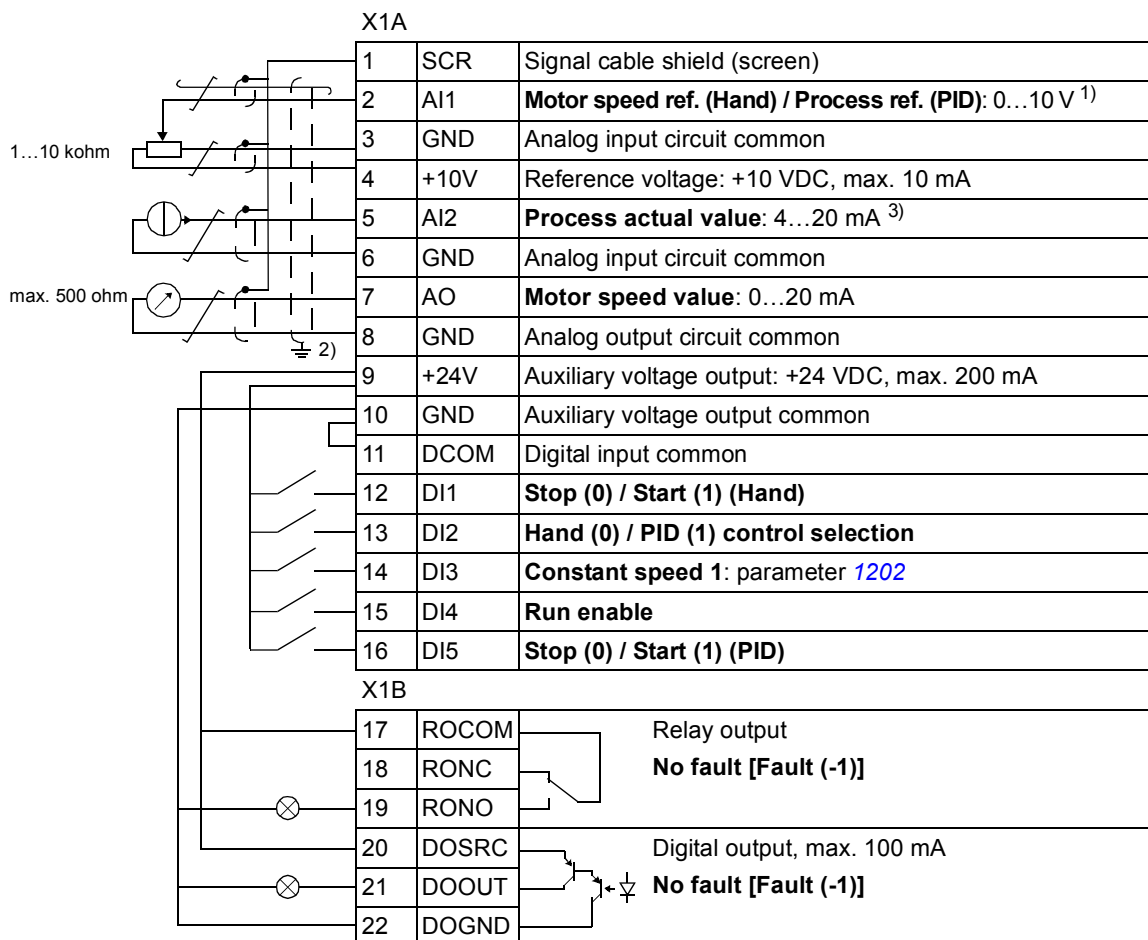 X1A
1 SCR Signal cable shield (screen)
2 AI1 Motor speed ref. (Hand) / Process ref. (PID): 0…10 V 1)
3 GND Analog input circuit common
1…10 kohm
4 +10V Reference voltage: +10 VDC, max. 10 mA
5 AI2 Process actual value: 4…20 mA 3)
6 GND Analog input circuit common
max. 500 ohm
7 AO Motor speed value: 0…20 mA
8 GND Analog output circuit common
2)
9 +24V Auxiliary voltage output: +24 VDC, max. 200 mA
10 GND Auxiliary voltage output common
11 DCOM Digital input common
12 DI1 Stop (0) / Start (1) (Hand)
13 DI2 Hand (0) / PID (1) control selection
14 DI3 Constant speed 1: parameter 1202
15 DI4 Run enable
16 DI5 Stop (0) / Start (1) (PID)
X1B
17 ROCOM Relay output
18 RONC No fault [Fault (-1)]
19 RONO
20 DOSRC Digital output, max. 100 mA
21 DOOUT No fault [Fault (-1)]
22 DOGND